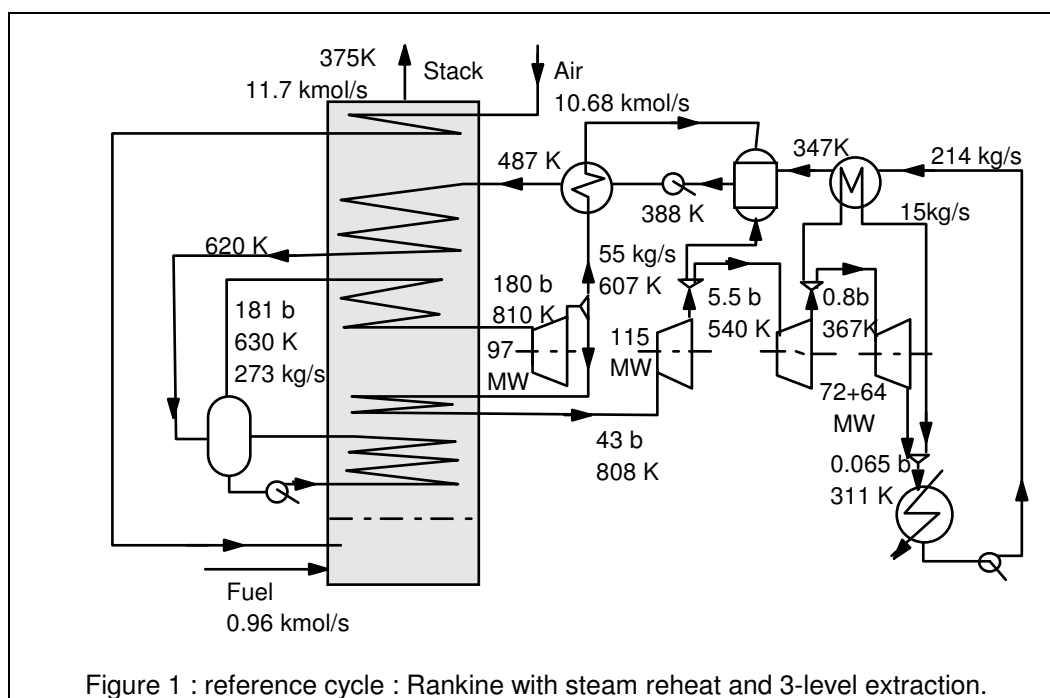 375K
Stack
Air
11.7 kmol/s
10.68 kmol/s
487 K
347K
214 kg/s
388 K
15kg/s
620 K
55 kg/s
607 K
180 b
810 K
5.5 b
540 K
0.8b
367K
181 b
630 K
273 kg/s
97
MW
115
MW
72+64
MW
43 b
808 K
0.065 b
311 K
Fuel
0.96 kmol/s
Figure 1 : reference cycle : Rankine with steam reheat and 3-level extraction.